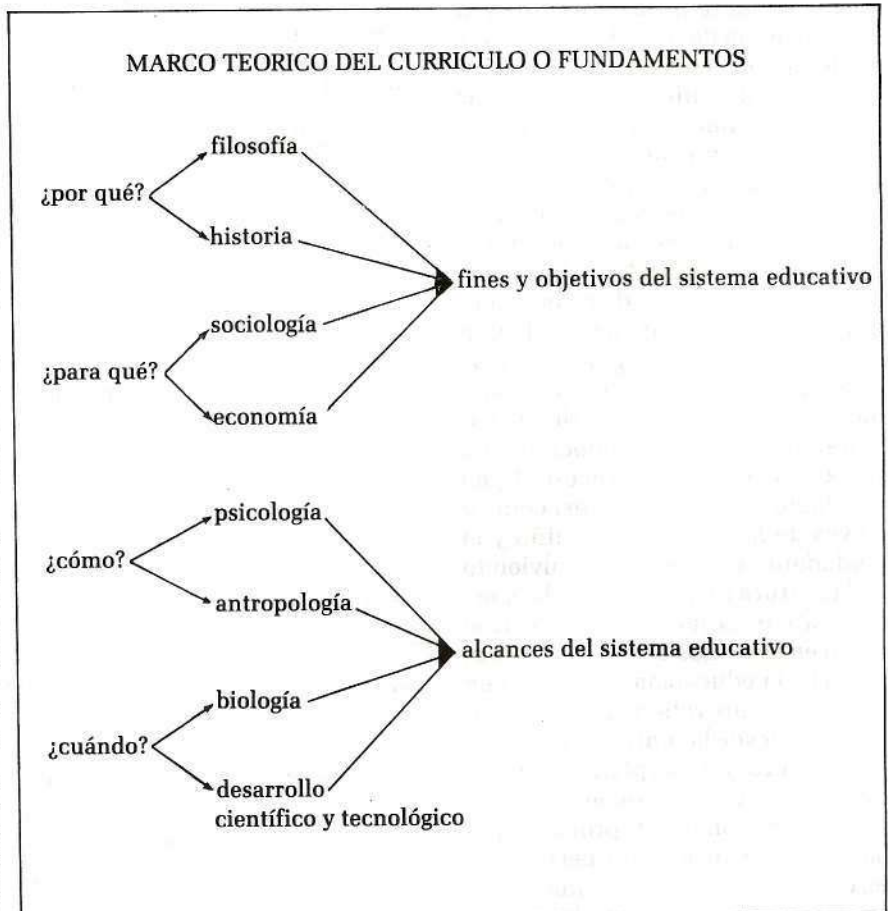 MARCO TEORICO DEL CURRICULO O FUNDAMENTOS
filosofía
¿por qué?
historia
fines y objetivos del sistema educativo
sociología
¿para qué?
economía
psicología
¿cómo?
antropología
alcances del sistema educativo
biología
¿cuándo?
desarrollo
científico y tecnológico